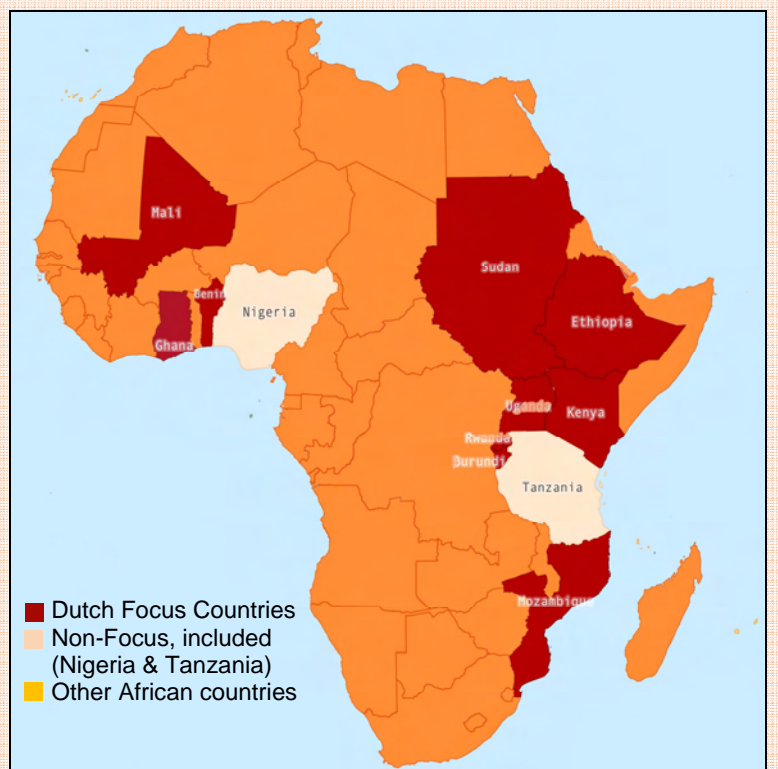 Mali
Sudan
Benin
Nigeria
Ethiopia
Ghana
Uganda
Kenya
Rwanda
Burundi
Tanzania
Mozambique
Dutch Focus Countries
Non-Focus, included
(Nigeria & Tanzania)
Other African countries